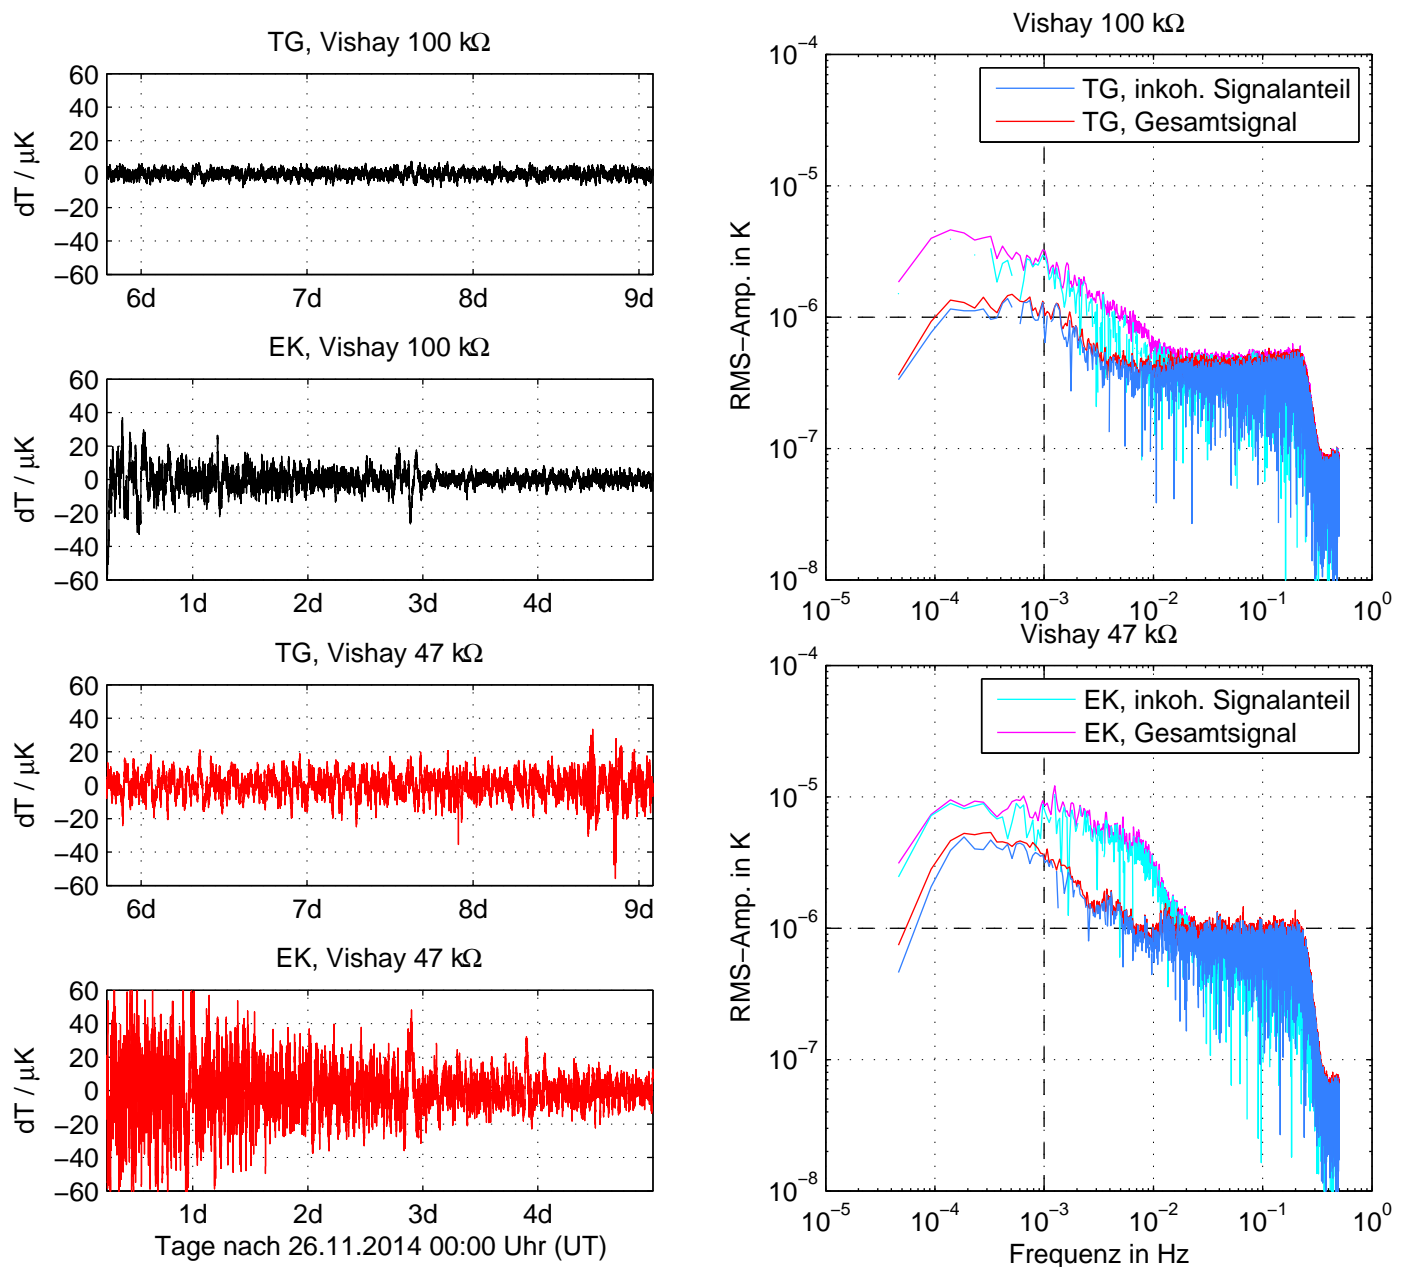 TG, Vishay 100 kΩ
dT / µK
60
40
20
0
−20
−40
−60
6d 7d 8d 9d
EK, Vishay 100 kΩ
dT / µK
60
40
20
0
−20
−40
−60
1d 2d 3d 4d
TG, Vishay 47 kΩ
dT / µK
60
40
20
0
−20
−40
−60
6d 7d 8d 9d
EK, Vishay 47 kΩ
dT / µK
60
40
20
0
−20
−40
−60
1d 2d 3d 4d
Tage nach 26.11.2014 00:00 Uhr (UT)
Vishay 100 kΩ
TG, inkoh. Signalanteil
TG, Gesamtsignal
RMS−Amp. in K
10⁻⁴
10⁻⁵
10⁻⁶
10⁻⁷
10⁻⁸
10⁻⁵ 10⁻⁴ 10⁻³ 10⁻² 10⁻¹ 10⁰
Vishay 47 kΩ
EK, inkoh. Signalanteil
EK, Gesamtsignal
RMS−Amp. in K
10⁻⁴
10⁻⁵
10⁻⁶
10⁻⁷
10⁻⁸
10⁻⁵ 10⁻⁴ 10⁻³ 10⁻² 10⁻¹ 10⁰
Frequenz in Hz